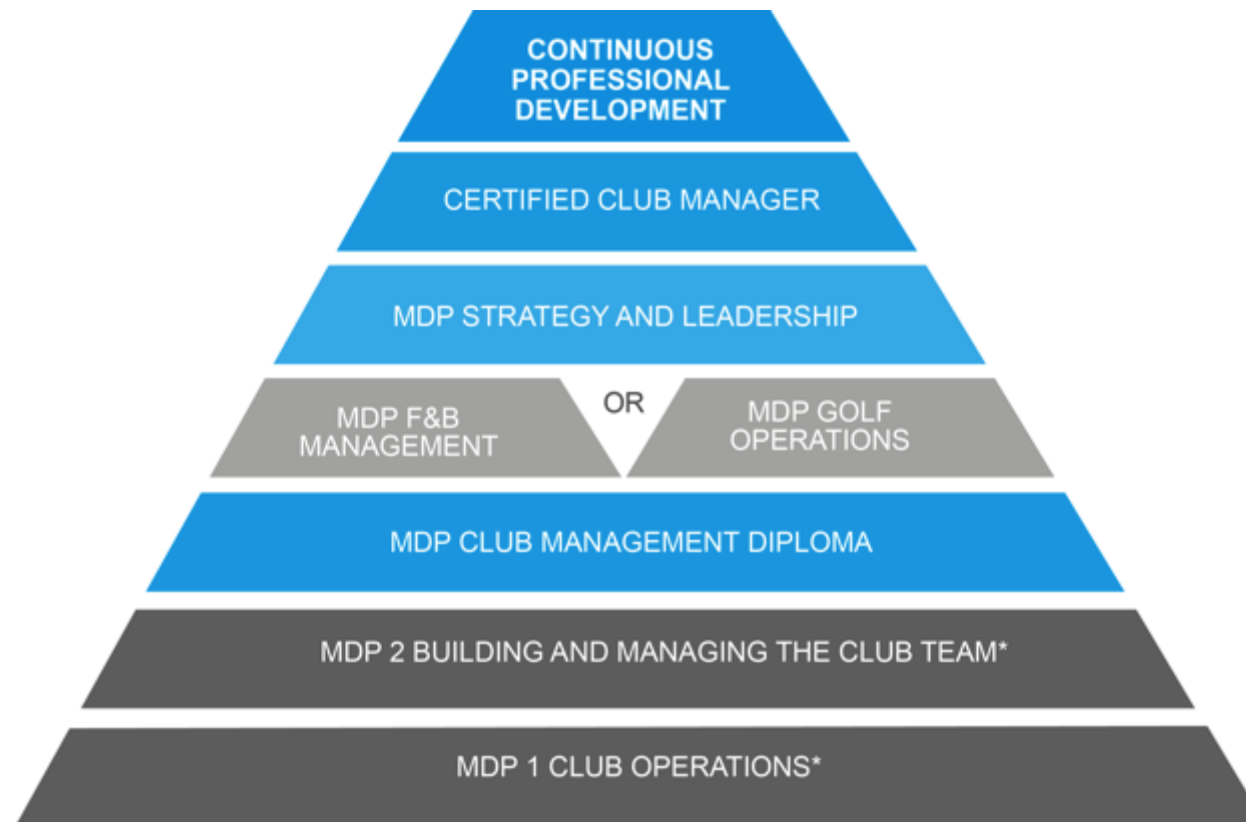 CONTINUOUS
PROFESSIONAL
DEVELOPMENT
CERTIFIED CLUB MANAGER
MDP STRATEGY AND LEADERSHIP
MDP F&B
MANAGEMENT
OR
MDP GOLF
OPERATIONS
MDP CLUB MANAGEMENT DIPLOMA
MDP 2 BUILDING AND MANAGING THE CLUB TEAM*
MDP 1 CLUB OPERATIONS*